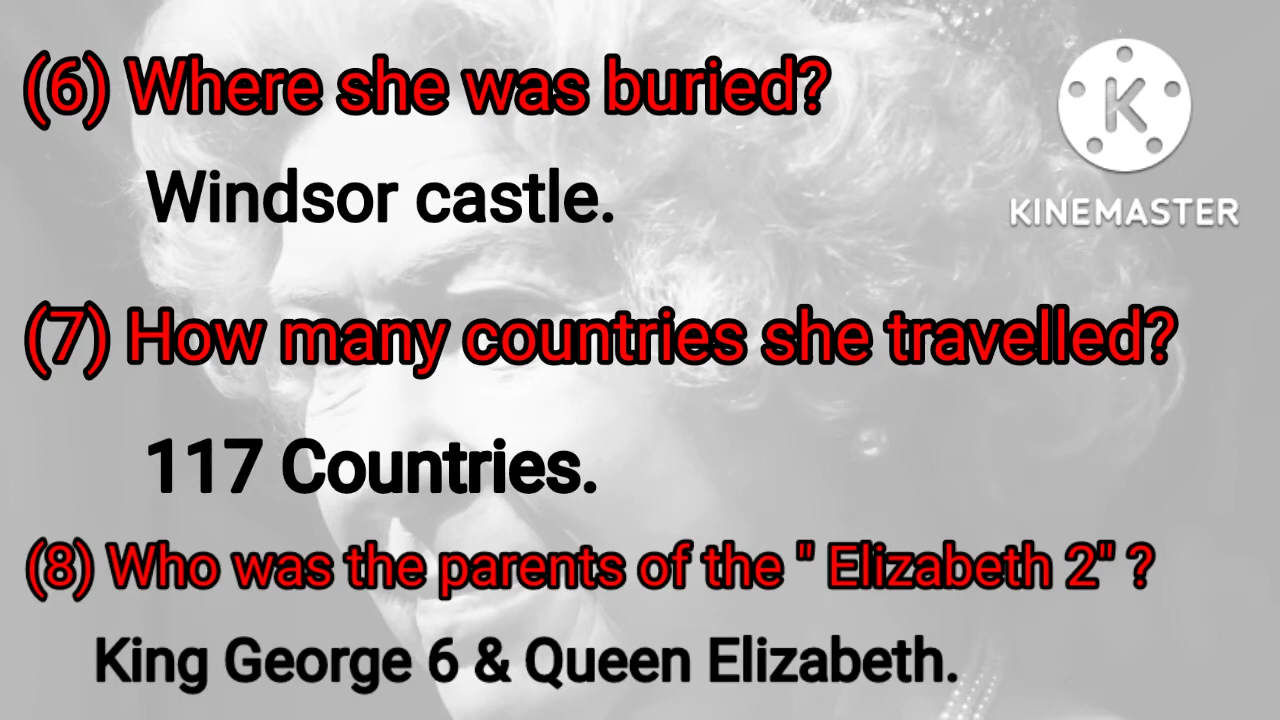 (6) Where she was buried?
Windsor castle.
K
KINEMASTER
(7) How many countries she travelled?
117 Countries.
(8) Who was the parents of the " Elizabeth 2" ?
King George 6 & Queen Elizabeth.